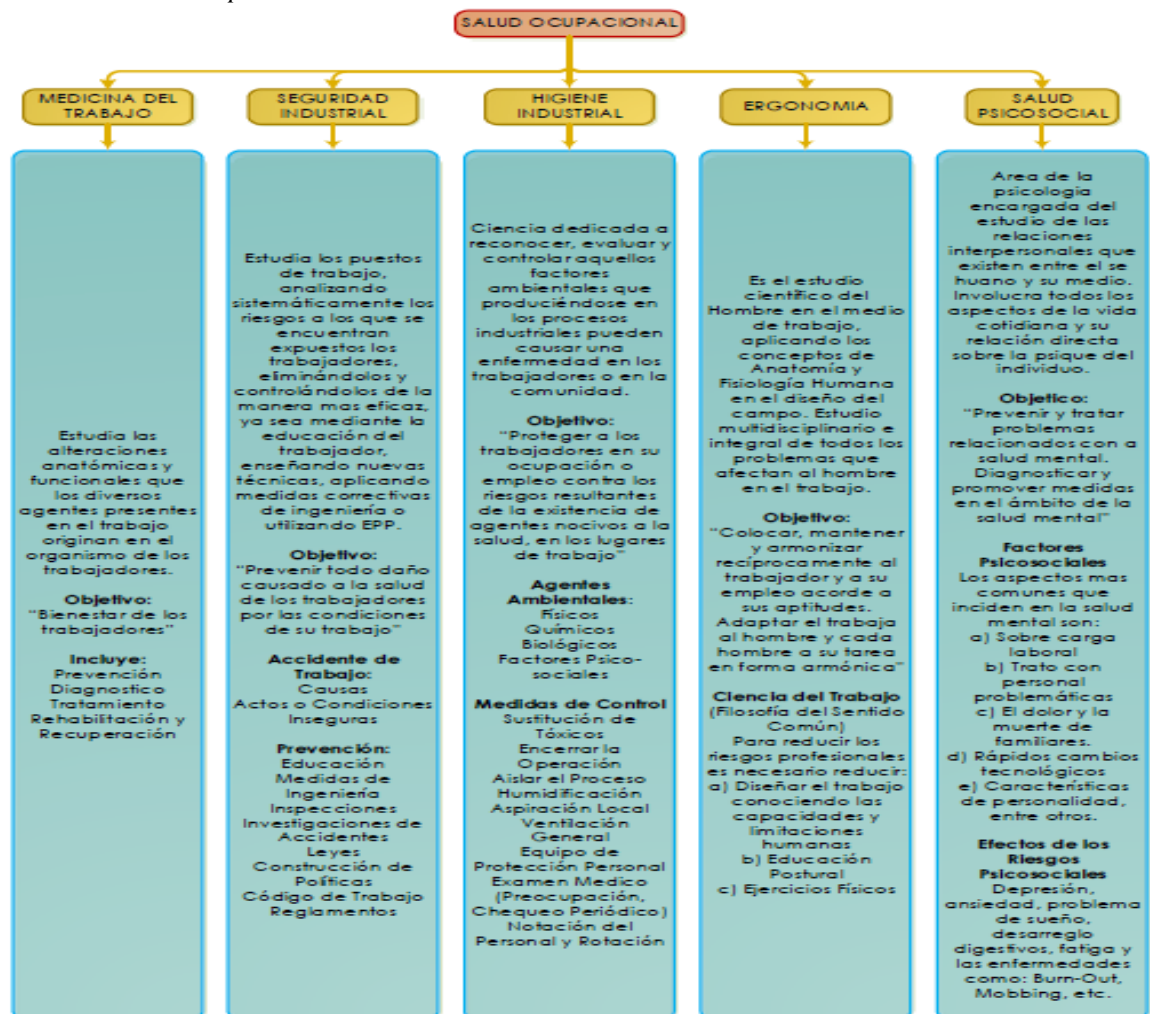 SALUD OCUPACIONAL
MEDICINA DEL
TRABAJO
SEGURIDAD
INDUSTRIAL
HIGIENE
INDUSTRIAL
ERGONOMIA
SALUD
PSICOSOCIAL
Estudia las
alteraciones
anatómicas y
funcionales que
los diversos
agentes presentes
en el trabajo
originan en el
organismo de los
trabajadores.
Objetivo:
"Bienestar de los
trabajadores"
Incluye:
Prevención
Diagnostico
Tratamiento
Rehabilitación y
Recuperación
Estudia los puestos
de trabajo,
analizando
sistemáticamente los
riesgos a los que se
encuentran
expuestos los
trabajadores,
eliminándolos y
controlándolos de la
manera mas eficaz,
ya sea mediante la
educación del
trabajador,
enseñando nuevas
técnicas, aplicando
medidas correctivas
de ingeniería o
utilizando EPP.
Objetivo:
"Prevenir todo daño
causado a la salud
de los trabajadores
por las condiciones
de su trabajo"
Accidente de
Trabajo:
Causas
Actos o Condiciones
Inseguras
Prevención:
Educación
Medidas de
Ingeniería
Inspecciones
Investigaciones de
Accidentes
Leyes
Construcción de
Políticas
Código de Trabajo
Reglamentos
Ciencia dedicada a
reconocer, evaluar y
controlar aquellos
factores
ambientales que
produciéndose en
los procesos
industriales pueden
causar una
enfermedad en los
trabajadores o en la
comunidad.
Objetivo:
"Proteger a los
trabajadores en su
ocupación o
empleo contra los
riesgos resultantes
de la existencia de
agentes nocivos a la
salud, en los lugares
de trabajo"
Agentes
Ambientales:
Físicos
Químicos
Biológicos
Factores Psico-
sociales
Medidas de Control
Sustitución de
Tóxicos
Encerrar la
Operación
Aislar el Proceso
Humidificación
Aspiración Local
Ventilación
General
Equipo de
Protección Personal
Examen Medico
(Preocupación,
Chequeo Periódico)
Notación del
Personal y Rotación
Es el estudio
científico del
Hombre en el medio
de trabajo,
aplicando los
conceptos de
Anatomía y
Fisiología Humana
en el diseño del
campo. Estudio
multidisciplinario e
integral de todos los
problemas que
afectan al hombre
en el trabajo.
Objetivo:
"Colocar, mantener
y armonizar
recíprocamente al
trabajador y a su
empleo acorde a
sus aptitudes.
Adaptar el trabajo
al hombre y cada
hombre a su tarea
en forma armónica"
Ciencia del Trabajo
(Filosofía del Sentido
Común)
Para reducir los
riesgos profesionales
es necesario reducir:
a) Diseñar el trabajo
conociendo las
capacidades y
limitaciones
humanas
b) Educación
Postural
c) Ejercicios Físicos
Area de la
psicologia
encargada del
estudio de las
relaciones
interpersonales que
existen entre el se
huano y su medio.
Involucra todos los
aspectos de la vida
cotidiana y su
relación directa
sobre la psique del
individuo.
Objetico:
"Prevenir y tratar
problemas
relacionados con a
salud mental.
Diagnosticar y
promover medidas
en el ámbito de la
salud mental"
Factores
Psicosociales
Los aspectos mas
comunes que
inciden en la salud
mental son:
a) Sobre carga
laboral
b) Trato con
personal
problemáticas
c) El dolor y la
muerte de
familiares.
d) Rápidos cambios
tecnológicos
e) Características
de personalidad,
entre otros.
Efectos de los
Riesgos
Psicosociales
Depresión,
ansiedad, problema
de sueño,
desarreglo
digestivos, fatiga y
las enfermedades
como: Burn-Out,
Mobbing, etc.